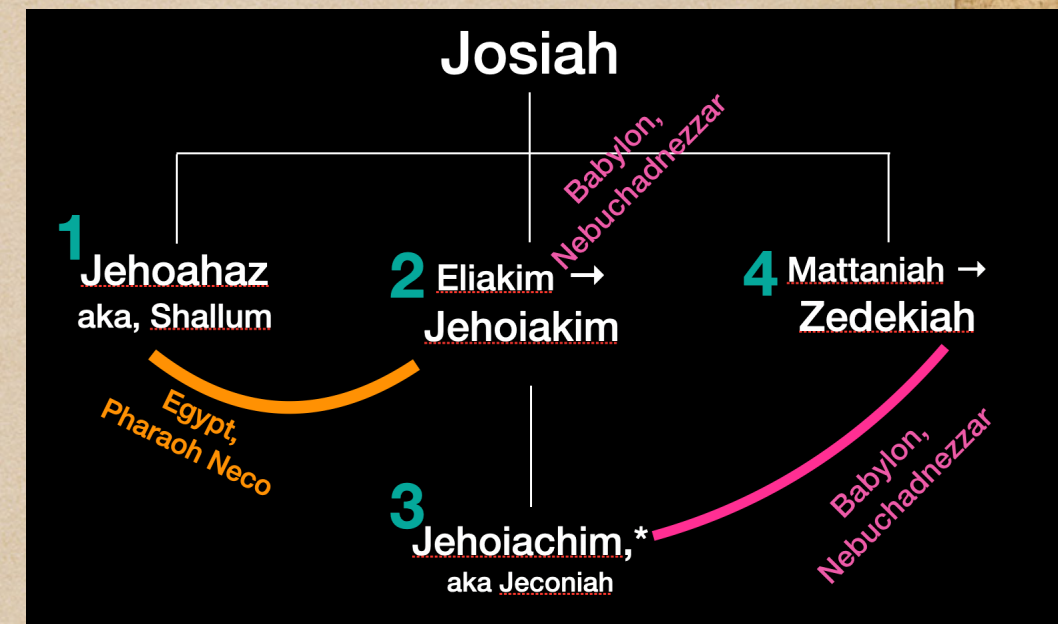 Josiah
Babylon,
Nebuchadnezzar
1
Jehoahaz
aka, Shallum
2
Eliakim →
Jehoiakim
4
Mattaniah →
Zedekiah
Egypt,
Pharaoh Neco
3
Jehoiachim,*
aka Jeconiah
Babylon,
Nebuchadnezzar